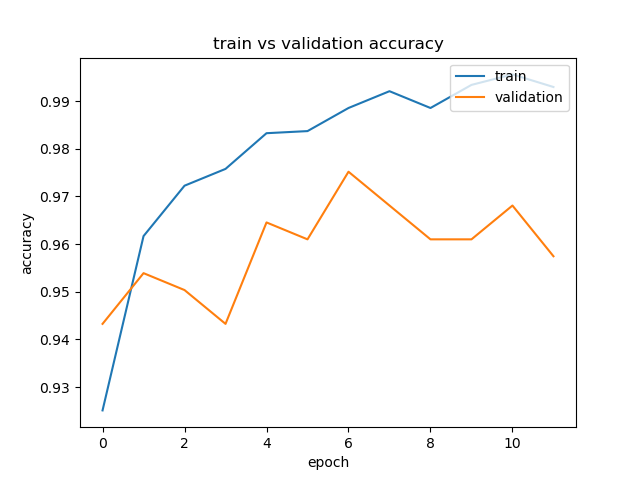 train vs validation accuracy
train
validation
0.99
0.98
0.97
0.96
0.95
0.94
0.93
accuracy
0 2 4 6 8 10
epoch